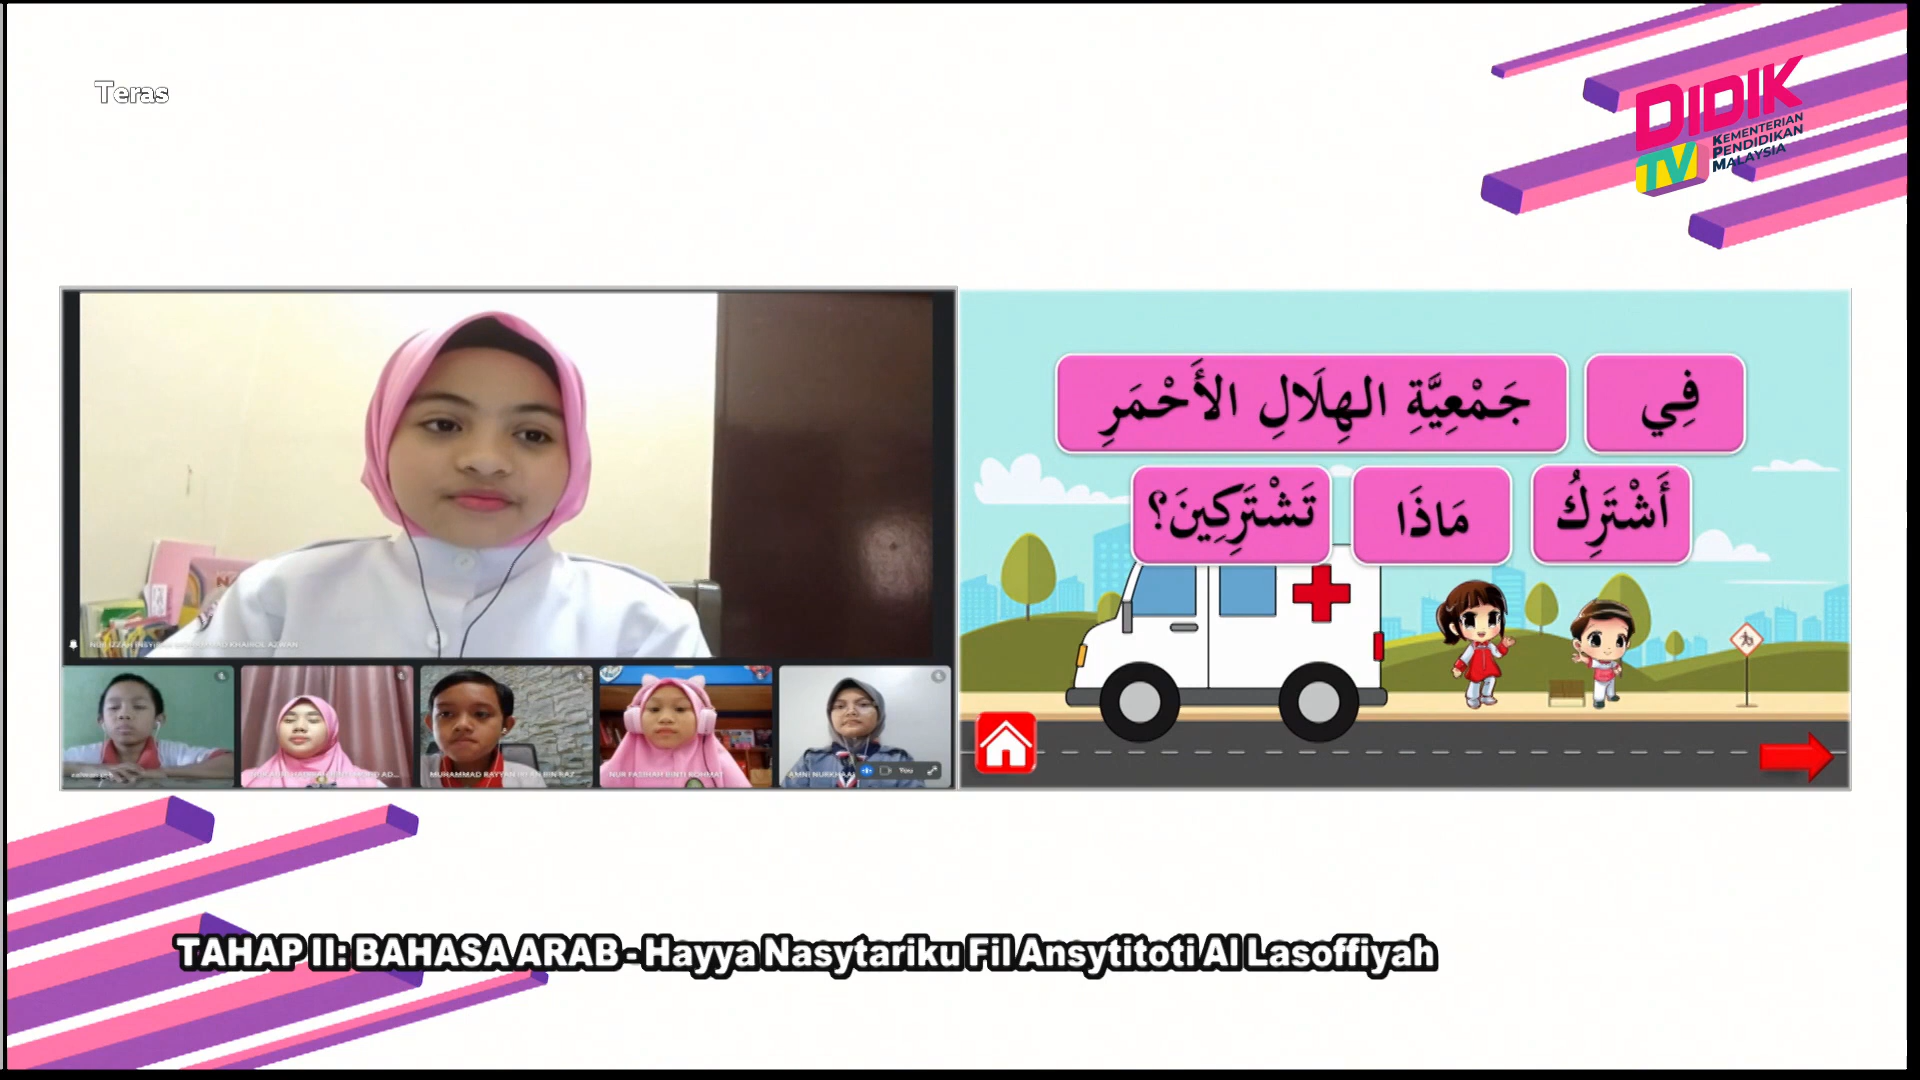 Teras
DIDIK
TV
KEMENTERIAN
PENDIDIKAN
MALAYSIA
فِي
جَمْعِيَّةِ الهِلَالِ الأَحْمَرِ
أَشْتَرِكُ
مَاذَا
تَشْتَرِكِينَ؟
MUHAMMAD RAYYAN
NUR FASIHAH BINTI ROHMAT
You
TAHAP II: BAHASA ARAB - Hayya Nasytariku Fil Ansytitoti Al Lasoffiyah